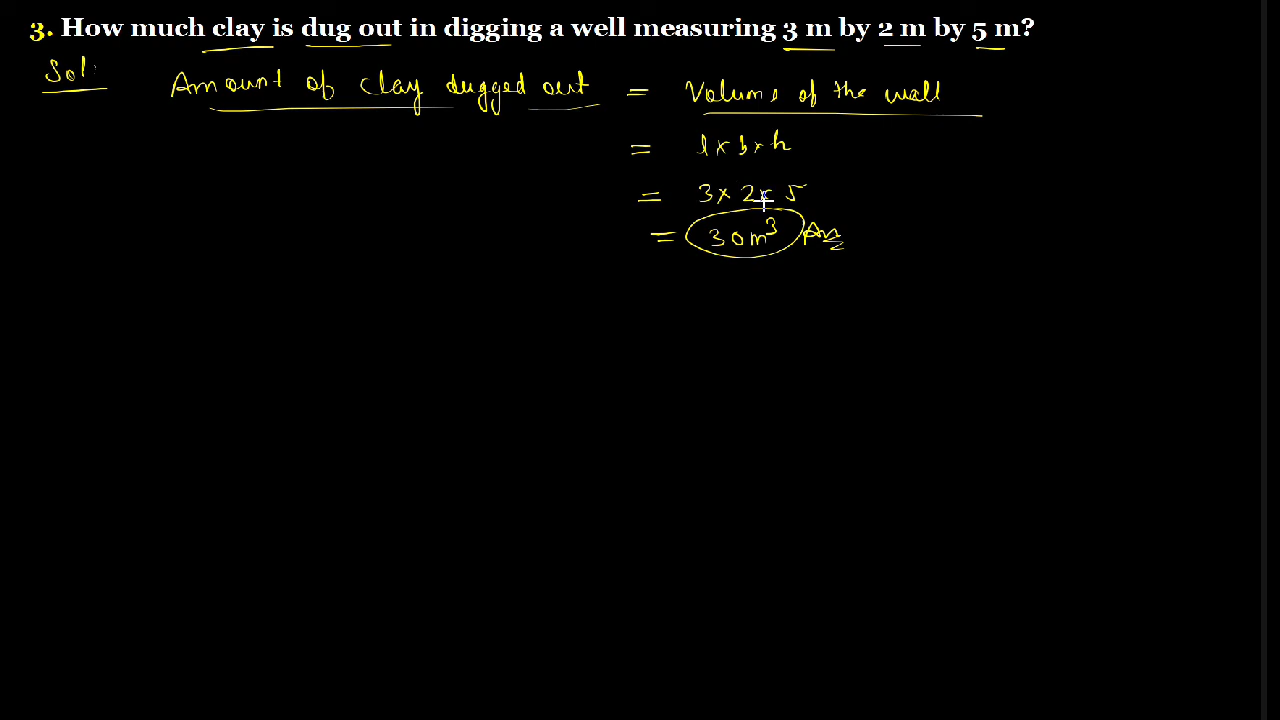 3. How much clay is dug out in digging a well measuring 3 m by 2 m by 5 m?
Sol:
Amount of clay dugged out = Volume of the well
= l × b × h
= 3 × 2 × 5
= 30 m³ Ans